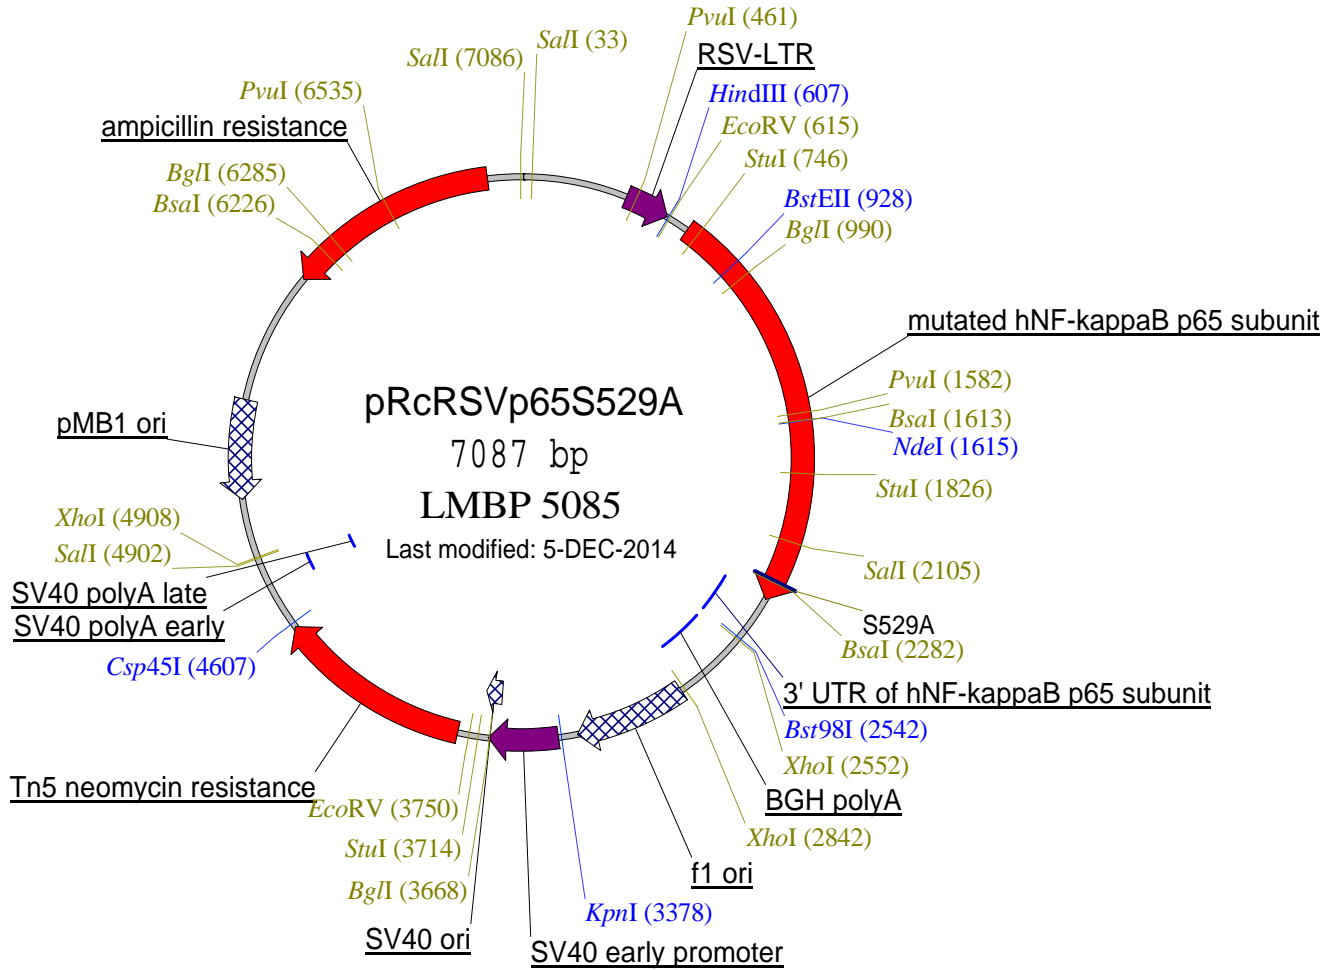 PvuI (461)
SalI (33)
SalI (7086)
RSV-LTR
HindIII (607)
PvuI (6535)
EcoRV (615)
ampicillin resistance
StuI (746)
BglI (6285)
BsaI (6226)
BstEII (928)
BglI (990)
mutated hNF-kappaB p65 subunit
PvuI (1582)
BsaI (1613)
NdeI (1615)
pRcRSVp65S529A
7087 bp
LMBP 5085
Last modified: 5-DEC-2014
pMB1 ori
StuI (1826)
XhoI (4908)
SalI (4902)
SalI (2105)
SV40 polyA late
SV40 polyA early
S529A
BsaI (2282)
Csp45I (4607)
3' UTR of hNF-kappaB p65 subunit
Bst98I (2542)
XhoI (2552)
Tn5 neomycin resistance
BGH polyA
EcoRV (3750)
XhoI (2842)
StuI (3714)
f1 ori
BglI (3668)
KpnI (3378)
SV40 ori
SV40 early promoter